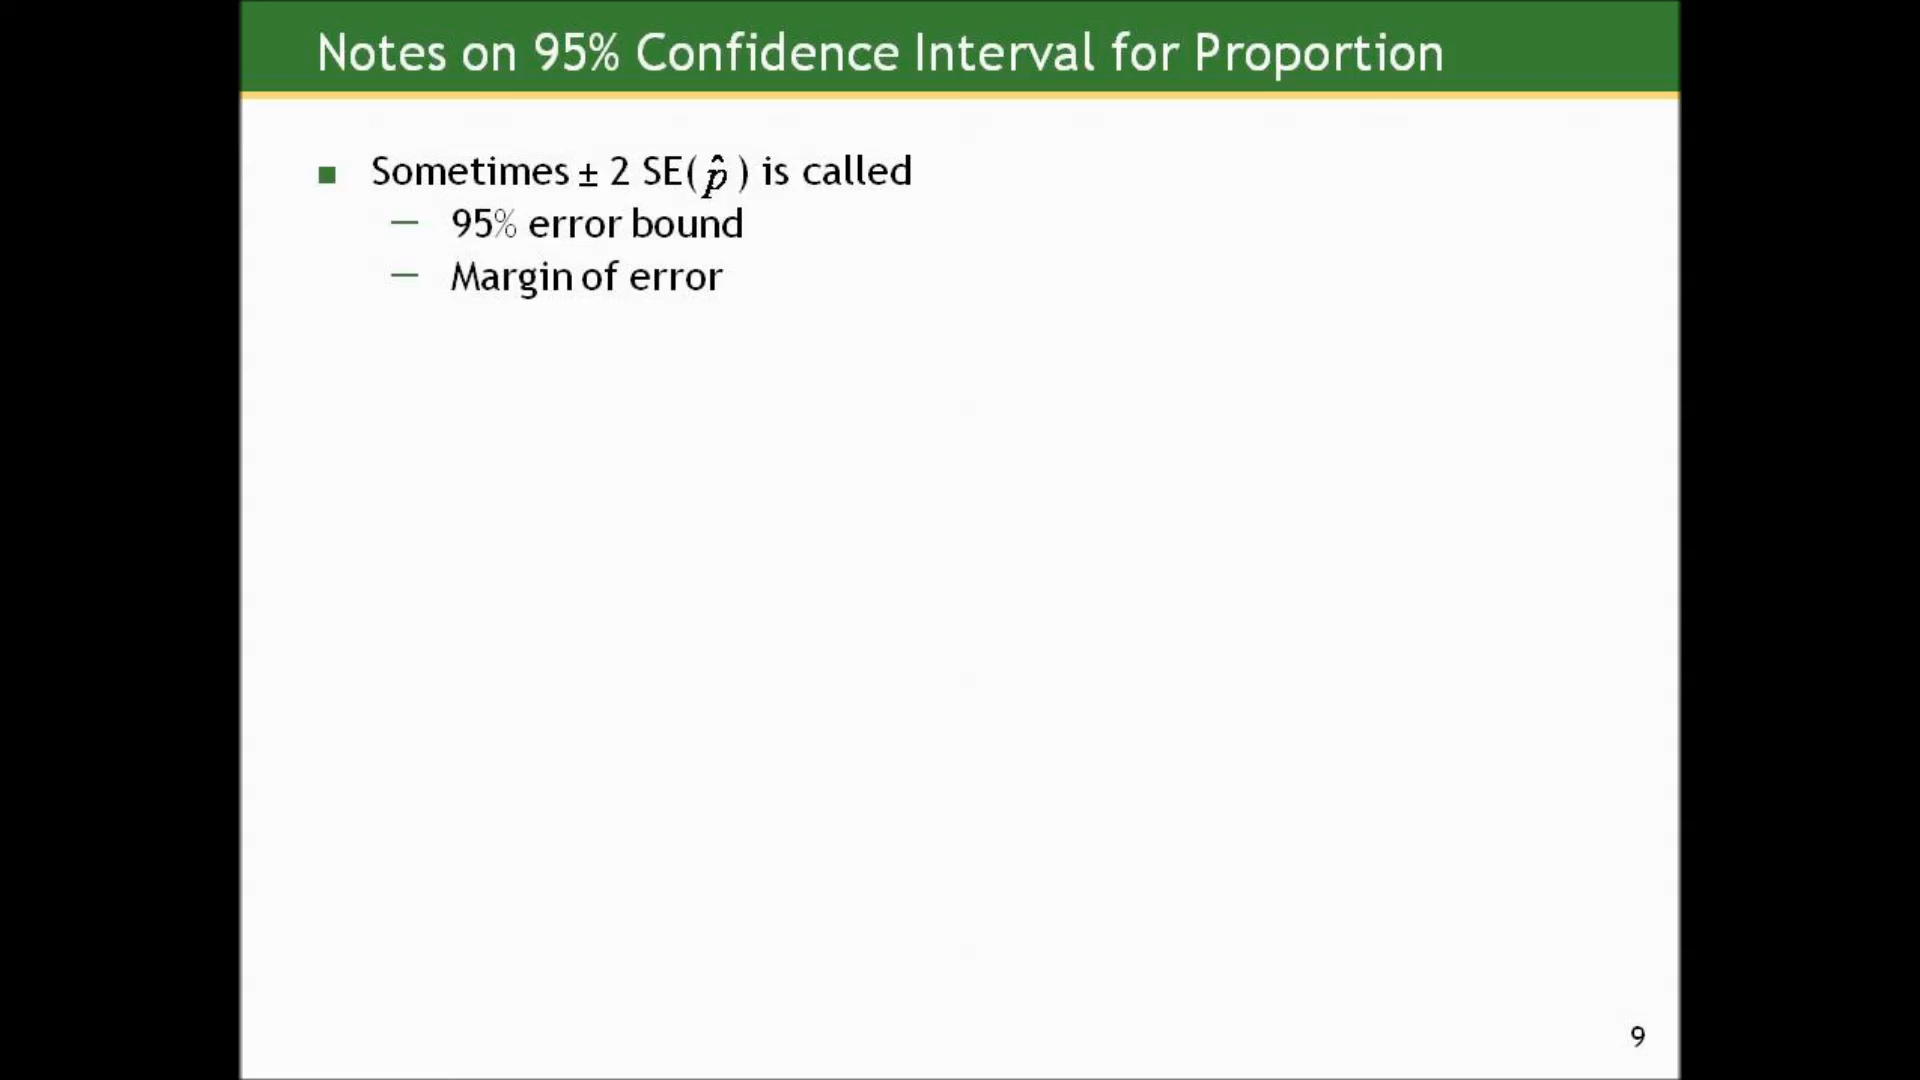 Notes on 95% Confidence Interval for Proportion
Sometimes ± 2 SE( p̂ ) is called
— 95% error bound
— Margin of error
9